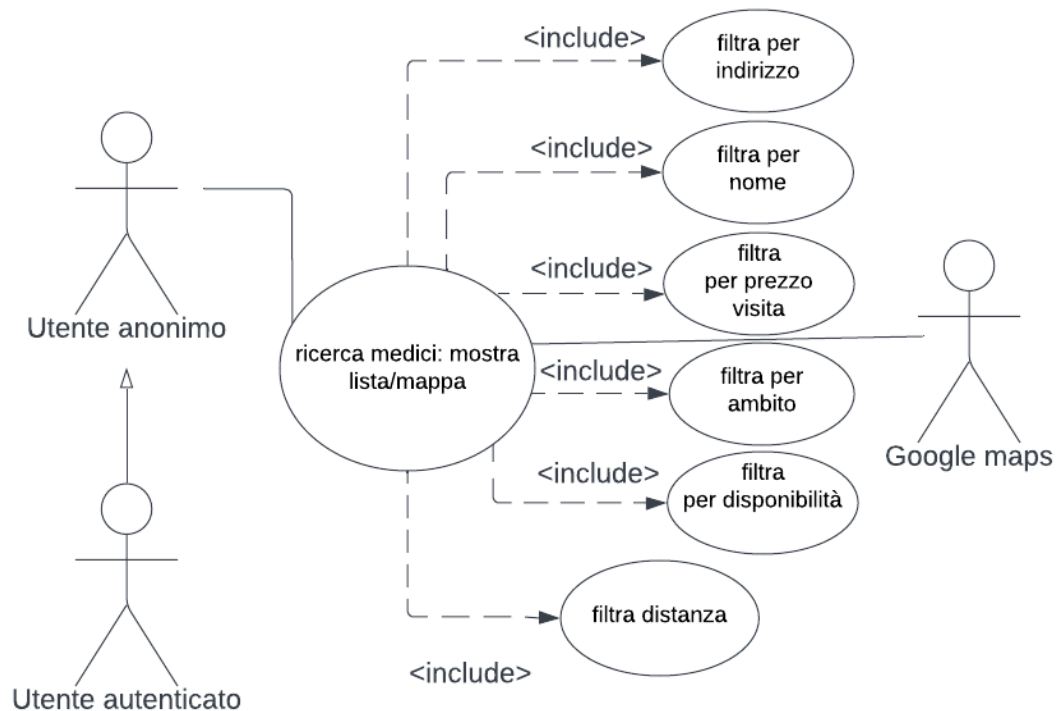 <include>
filtra per
indirizzo
<include>
filtra per
nome
<include>
filtra
per prezzo
visita
Utente anonimo
ricerca medici: mostra
lista/mappa
<include>
filtra per
ambito
Google maps
<include>
filtra
per disponibilità
filtra distanza
<include>
Utente autenticato